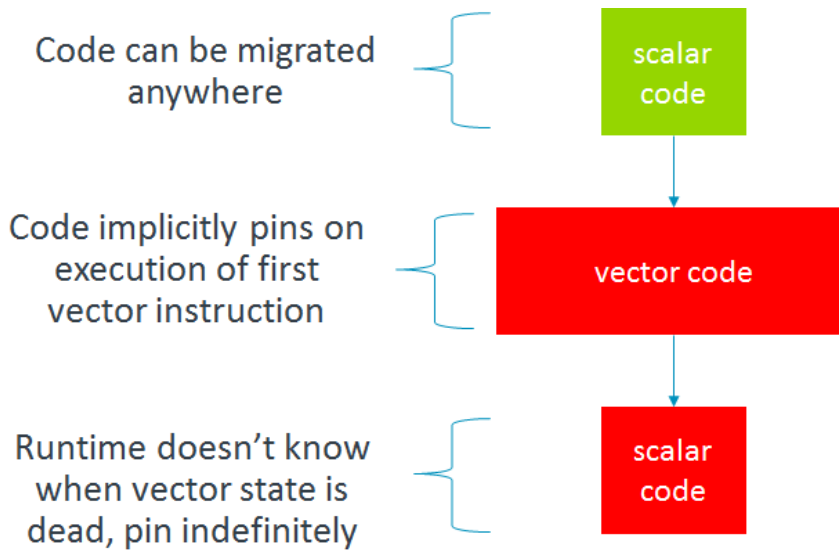 Code can be migrated
anywhere
scalar
code
Code implicitly pins on
execution of first
vector instruction
vector code
Runtime doesn't know
when vector state is
dead, pin indefinitely
scalar
code